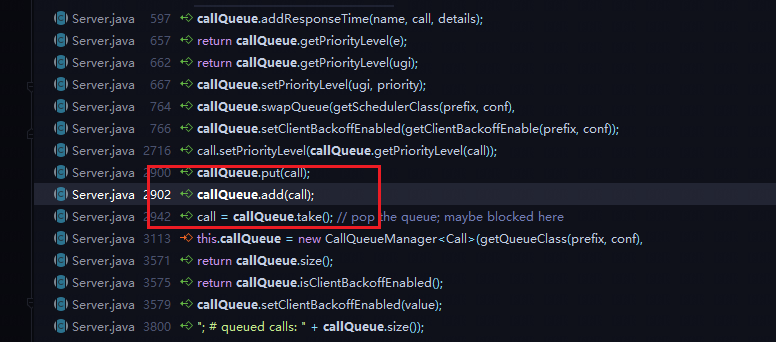 Server.java 597 callQueue.addResponseTime(name, call, details);
Server.java 657 return callQueue.getPriorityLevel(e);
Server.java 662 return callQueue.getPriorityLevel(ugi);
Server.java 667 callQueue.setPriorityLevel(ugi, priority);
Server.java 764 callQueue.swapQueue(getSchedulerClass(prefix, conf),
Server.java 766 callQueue.setClientBackoffEnabled(getClientBackoffEnable(prefix, conf));
Server.java 2716 call.setPriorityLevel(callQueue.getPriorityLevel(call));
Server.java 2900 callQueue.put(call);
Server.java 2902 callQueue.add(call);
Server.java 2942 call = callQueue.take(); // pop the queue; maybe blocked here
Server.java 3113 this.callQueue = new CallQueueManager<Call>(getQueueClass(prefix, conf),
Server.java 3571 return callQueue.size();
Server.java 3575 return callQueue.isClientBackoffEnabled();
Server.java 3579 callQueue.setClientBackoffEnabled(value);
Server.java 3800 "; # queued calls: " + callQueue.size());